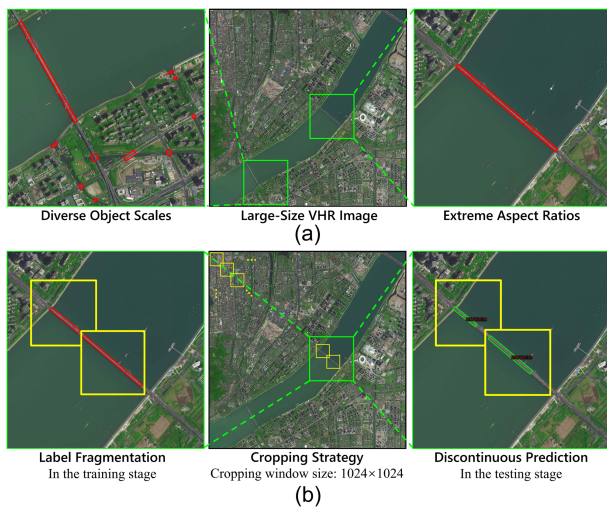 Diverse Object Scales
Large-Size VHR Image
Extreme Aspect Ratios
(a)
Label Fragmentation
In the training stage
Cropping Strategy
Cropping window size: 1024×1024
Discontinuous Prediction
In the testing stage
(b)